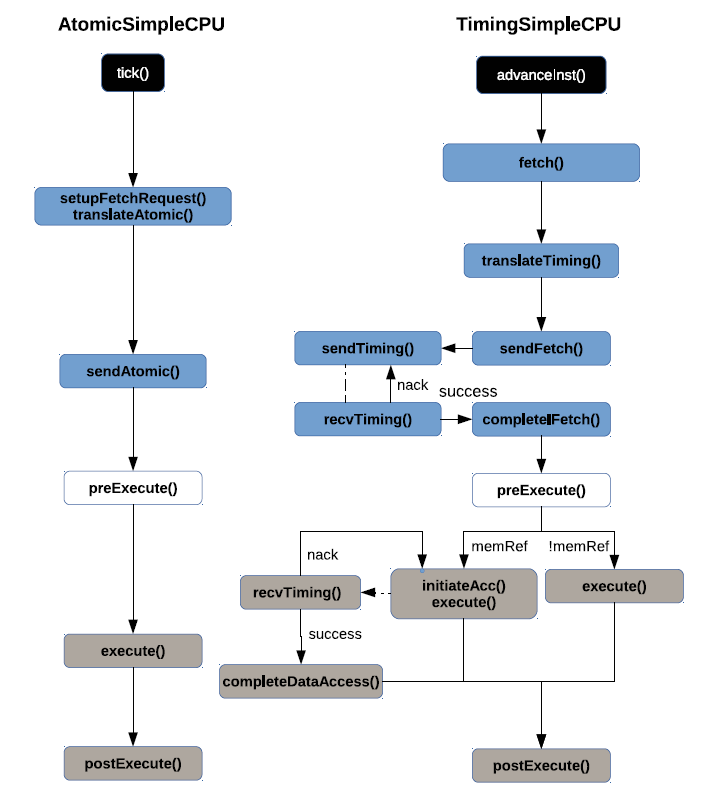 AtomicSimpleCPU
tick()
setupFetchRequest()
translateAtomic()
sendAtomic()
preExecute()
execute()
postExecute()
TimingSimpleCPU
advanceInst()
fetch()
translateTiming()
sendTiming()
sendFetch()
nack
success
recvTiming()
completeIFetch()
preExecute()
memRef
!memRef
nack
recvTiming()
initiateAcc()
execute()
execute()
success
completeDataAccess()
postExecute()